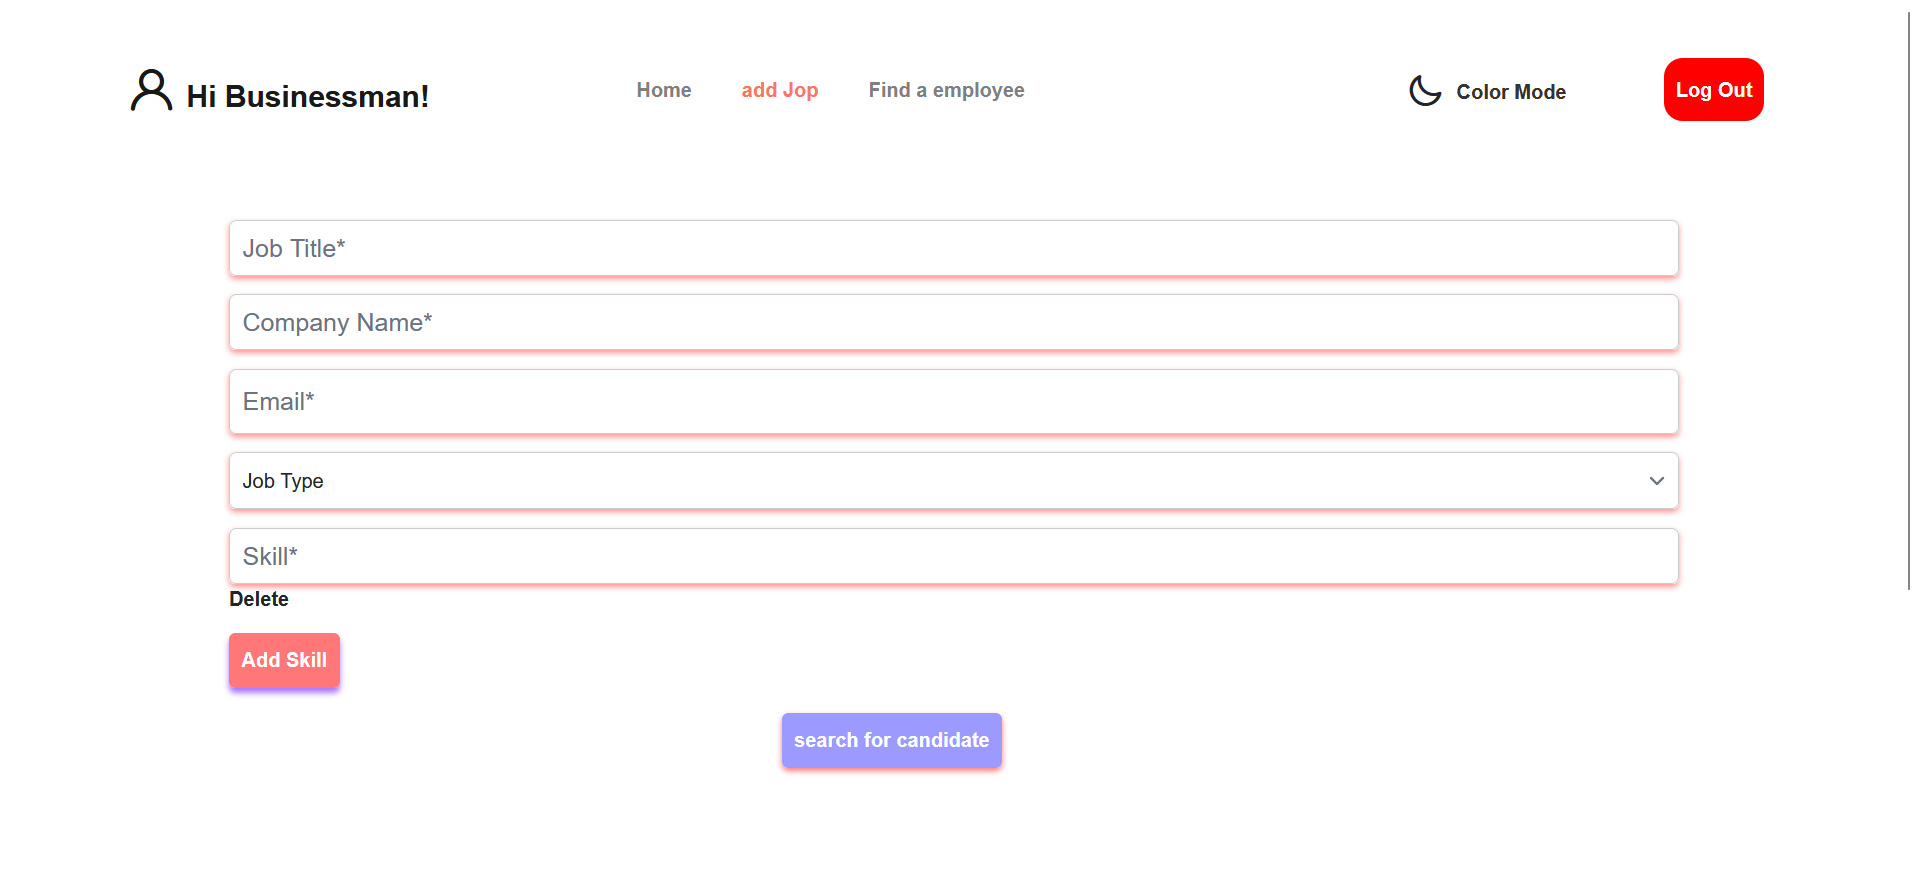 Hi Businessman!
Home
add Jop
Find a employee
Color Mode
Log Out
Job Title*
Company Name*
Email*
Job Type
Skill*
Delete
Add Skill
search for candidate